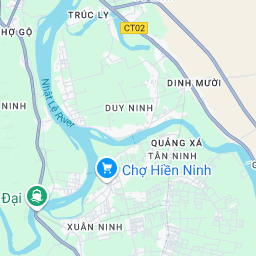 TRÚC LY
CT02
HỢ GỘ
DINH MƯỜI
NINH
DUY NINH
Nhật Lệ River
QUẢNG XÁ
TÂN NINH
Chợ Hiền Ninh
Đại
XUÂN NINH